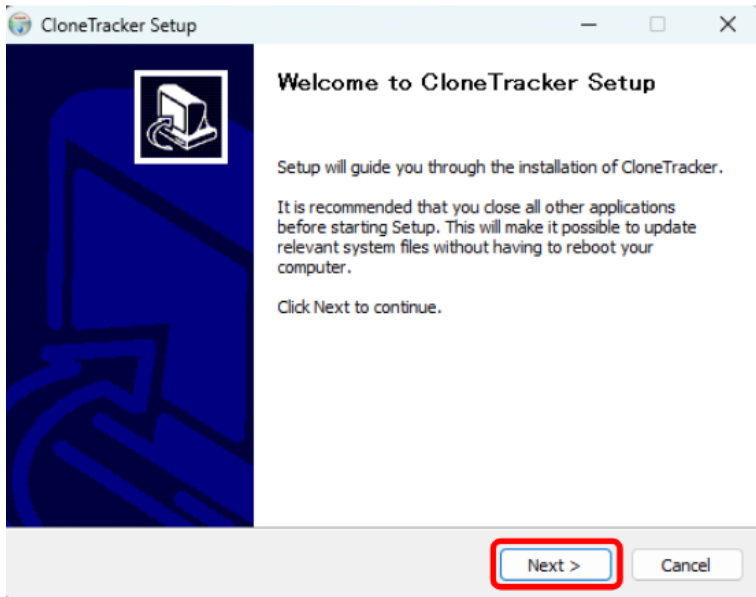 CloneTracker Setup
Welcome to CloneTracker Setup
Setup will guide you through the installation of CloneTracker.
It is recommended that you close all other applications
before starting Setup. This will make it possible to update
relevant system files without having to reboot your
computer.
Click Next to continue.
Next >
Cancel